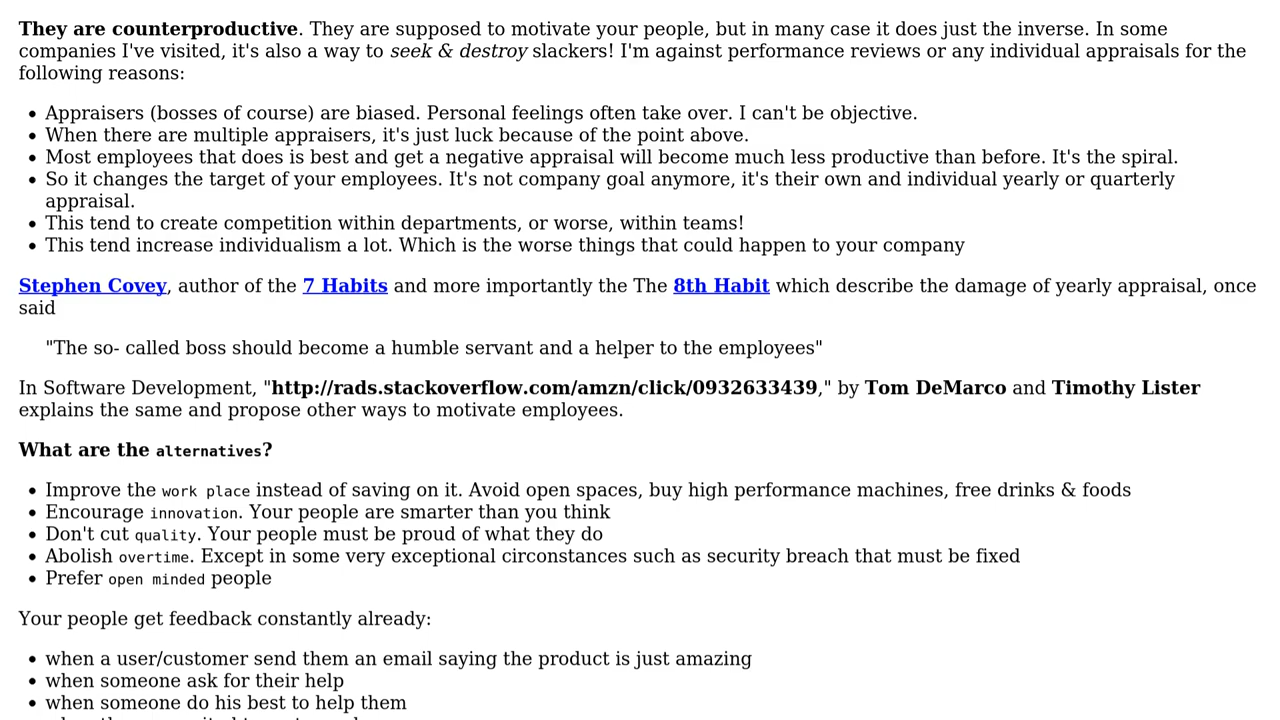 They are counterproductive. They are supposed to motivate your people, but in many case it does just the inverse. In some
companies I've visited, it's also a way to seek & destroy slackers! I'm against performance reviews or any individual appraisals for the
following reasons:
• Appraisers (bosses of course) are biased. Personal feelings often take over. I can't be objective.
• When there are multiple appraisers, it's just luck because of the point above.
• Most employees that does is best and get a negative appraisal will become much less productive than before. It's the spiral.
• So it changes the target of your employees. It's not company goal anymore, it's their own and individual yearly or quarterly
appraisal.
• This tend to create competition within departments, or worse, within teams!
• This tend increase individualism a lot. Which is the worse things that could happen to your company
Stephen Covey, author of the 7 Habits and more importantly the The 8th Habit which describe the damage of yearly appraisal, once
said
"The so- called boss should become a humble servant and a helper to the employees"
In Software Development, "http://rads.stackoverflow.com/amzn/click/0932633439," by Tom DeMarco and Timothy Lister
explains the same and propose other ways to motivate employees.
What are the alternatives?
• Improve the work place instead of saving on it. Avoid open spaces, buy high performance machines, free drinks & foods
• Encourage innovation. Your people are smarter than you think
• Don't cut quality. Your people must be proud of what they do
• Abolish overtime. Except in some very exceptional circonstances such as security breach that must be fixed
• Prefer open minded people
Your people get feedback constantly already:
• when a user/customer send them an email saying the product is just amazing
• when someone ask for their help
• when someone do his best to help them